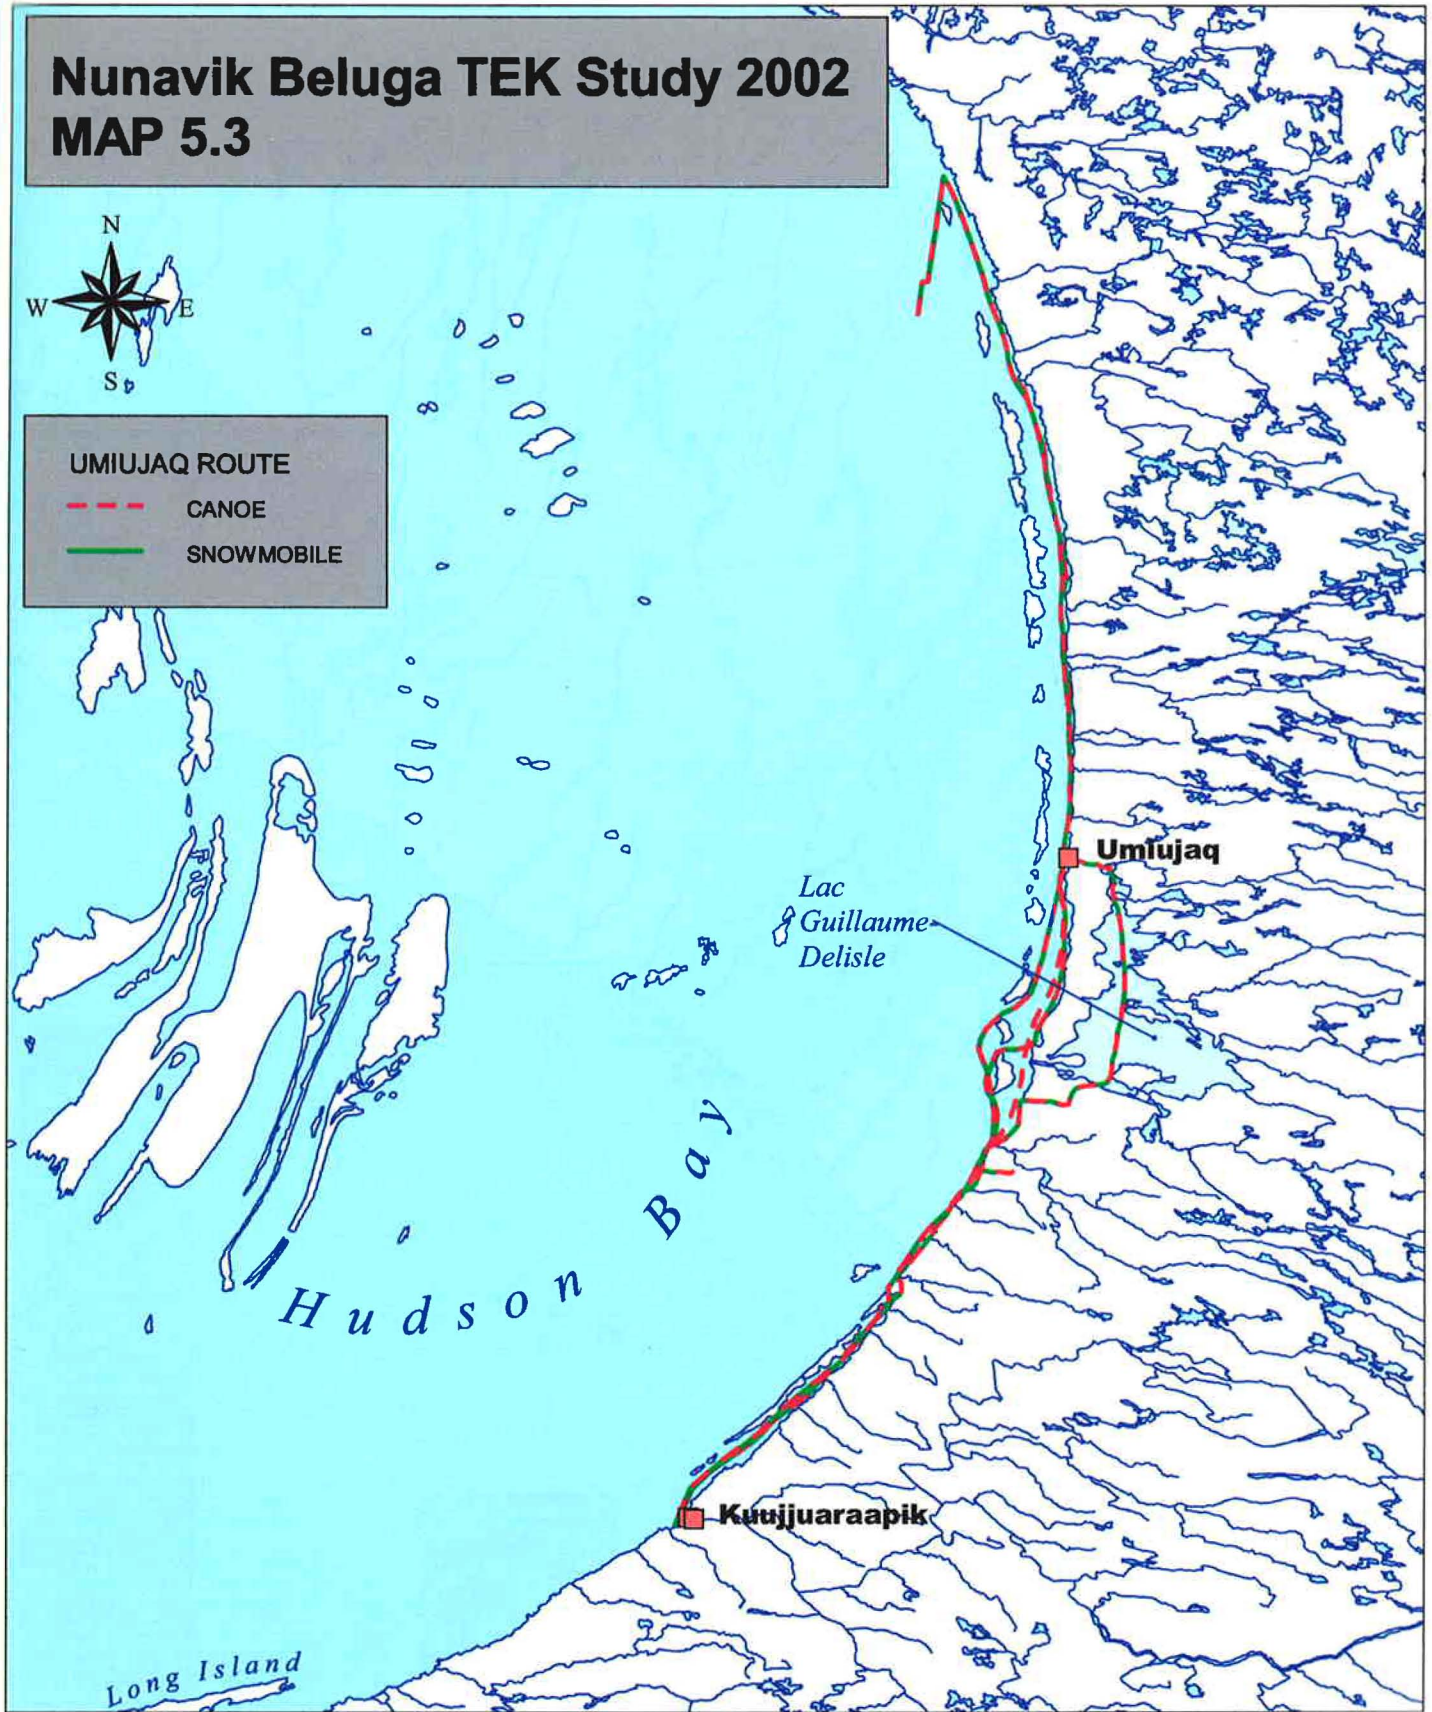 Nunavik Beluga TEK Study 2002
MAP 5.3
N
W
E
S
UMIUJAQ ROUTE
CANOE
SNOWMOBILE
Umiujaq
Lac
Guillaume-
Delisle
Hudson Bay
Kuujjuaraapik
Long Island